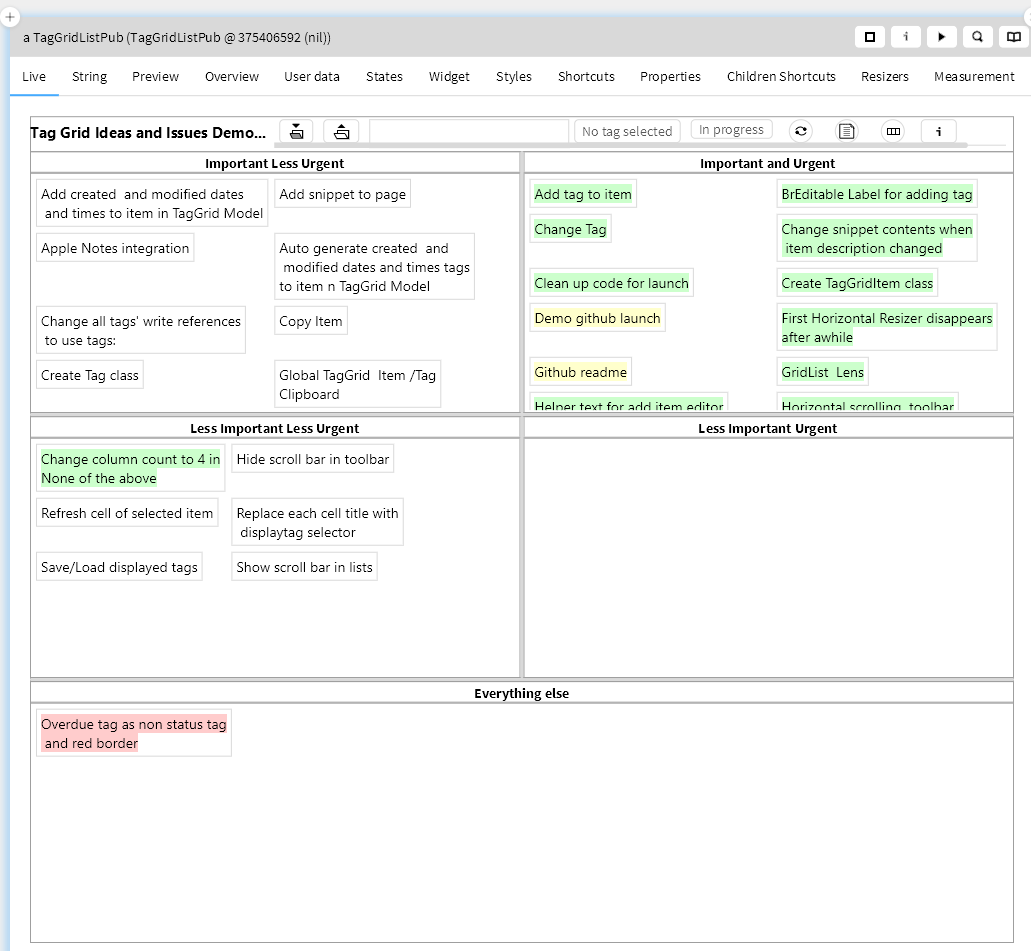 a TagGridListPub (TagGridListPub @ 375406592 (nil))
Live String Preview Overview User data States Widget Styles Shortcuts Properties Children Shortcuts Resizers Measurement
Tag Grid Ideas and Issues Demo...
No tag selected
In progress
Important Less Urgent
Add created and modified dates
and times to item in TagGrid Model
Add snippet to page
Apple Notes integration
Auto generate created and
modified dates and times tags
to item n TagGrid Model
Change all tags' write references
to use tags:
Copy Item
Create Tag class
Global TagGrid Item /Tag
Clipboard
Important and Urgent
Add tag to item
BrEditable Label for adding tag
Change Tag
Change snippet contents when
item description changed
Clean up code for launch
Create TagGridItem class
Demo github launch
First Horizontal Resizer disappears
after awhile
Github readme
GridList Lens
Helper text for add item editor
Horizontal scrolling toolbar
Less Important Less Urgent
Change column count to 4 in
None of the above
Hide scroll bar in toolbar
Refresh cell of selected item
Replace each cell title with
displaytag selector
Save/Load displayed tags
Show scroll bar in lists
Less Important Urgent
Everything else
Overdue tag as non status tag
and red border